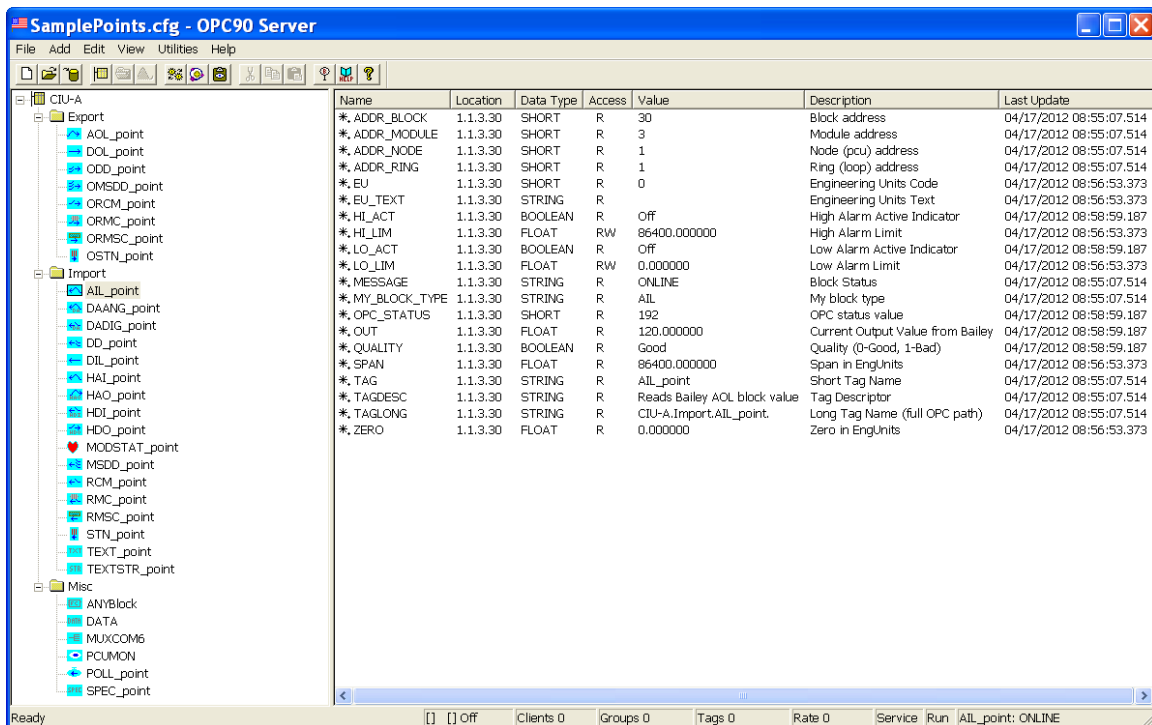 SamplePoints.cfg - OPC90 Server
File Add Edit View Utilities Help
CIU-A
Export
AOL_point
DOL_point
ODD_point
OMSDD_point
ORCM_point
ORMC_point
ORMSC_point
OSTN_point
Import
AIL_point
DAANG_point
DADIG_point
DD_point
DIL_point
HAI_point
HAO_point
HDI_point
HDO_point
MODSTAT_point
MSDD_point
RCM_point
RMC_point
RMSC_point
STN_point
TEXT_point
TEXTSTR_point
Misc
ANYBlock
DATA
MUXCOM6
PCUMON
POLL_point
SPEC_point
Name Location Data Type Access Value Description Last Update
*, ADDR_BLOCK 1.1.3.30 SHORT R 30 Block address 04/17/2012 08:55:07.514
*, ADDR_MODULE 1.1.3.30 SHORT R 3 Module address 04/17/2012 08:55:07.514
*, ADDR_NODE 1.1.3.30 SHORT R 1 Node (pcu) address 04/17/2012 08:55:07.514
*, ADDR_RING 1.1.3.30 SHORT R 1 Ring (loop) address 04/17/2012 08:55:07.514
*, EU 1.1.3.30 SHORT R 0 Engineering Units Code 04/17/2012 08:56:53.373
*, EU_TEXT 1.1.3.30 STRING R Engineering Units Text 04/17/2012 08:56:53.373
*, HI_ACT 1.1.3.30 BOOLEAN R Off High Alarm Active Indicator 04/17/2012 08:58:59.187
*, HI_LIM 1.1.3.30 FLOAT RW 86400.000000 High Alarm Limit 04/17/2012 08:56:53.373
*, LO_ACT 1.1.3.30 BOOLEAN R Off Low Alarm Active Indicator 04/17/2012 08:58:59.187
*, LO_LIM 1.1.3.30 FLOAT RW 0.000000 Low Alarm Limit 04/17/2012 08:56:53.373
*, MESSAGE 1.1.3.30 STRING R ONLINE Block Status 04/17/2012 08:55:07.514
*, MY_BLOCK_TYPE 1.1.3.30 STRING R AIL My block type 04/17/2012 08:55:07.514
*, OPC_STATUS 1.1.3.30 SHORT R 192 OPC status value 04/17/2012 08:58:59.187
*, OUT 1.1.3.30 FLOAT R 120.000000 Current Output Value from Bailey 04/17/2012 08:58:59.187
*, QUALITY 1.1.3.30 BOOLEAN R Good Quality (0-Good, 1-Bad) 04/17/2012 08:58:59.187
*, SPAN 1.1.3.30 FLOAT R 86400.000000 Span in EngUnits 04/17/2012 08:56:53.373
*, TAG 1.1.3.30 STRING R AIL_point Short Tag Name 04/17/2012 08:55:07.514
*, TAGDESC 1.1.3.30 STRING R Reads Bailey AOL block value Tag Descriptor 04/17/2012 08:55:07.514
*, TAGLONG 1.1.3.30 STRING R CIU-A.Import.AIL_point. Long Tag Name (full OPC path) 04/17/2012 08:55:07.514
*, ZERO 1.1.3.30 FLOAT R 0.000000 Zero in EngUnits 04/17/2012 08:56:53.373
Ready [] [] Off Clients 0 Groups 0 Tags 0 Rate 0 Service Run AIL_point: ONLINE